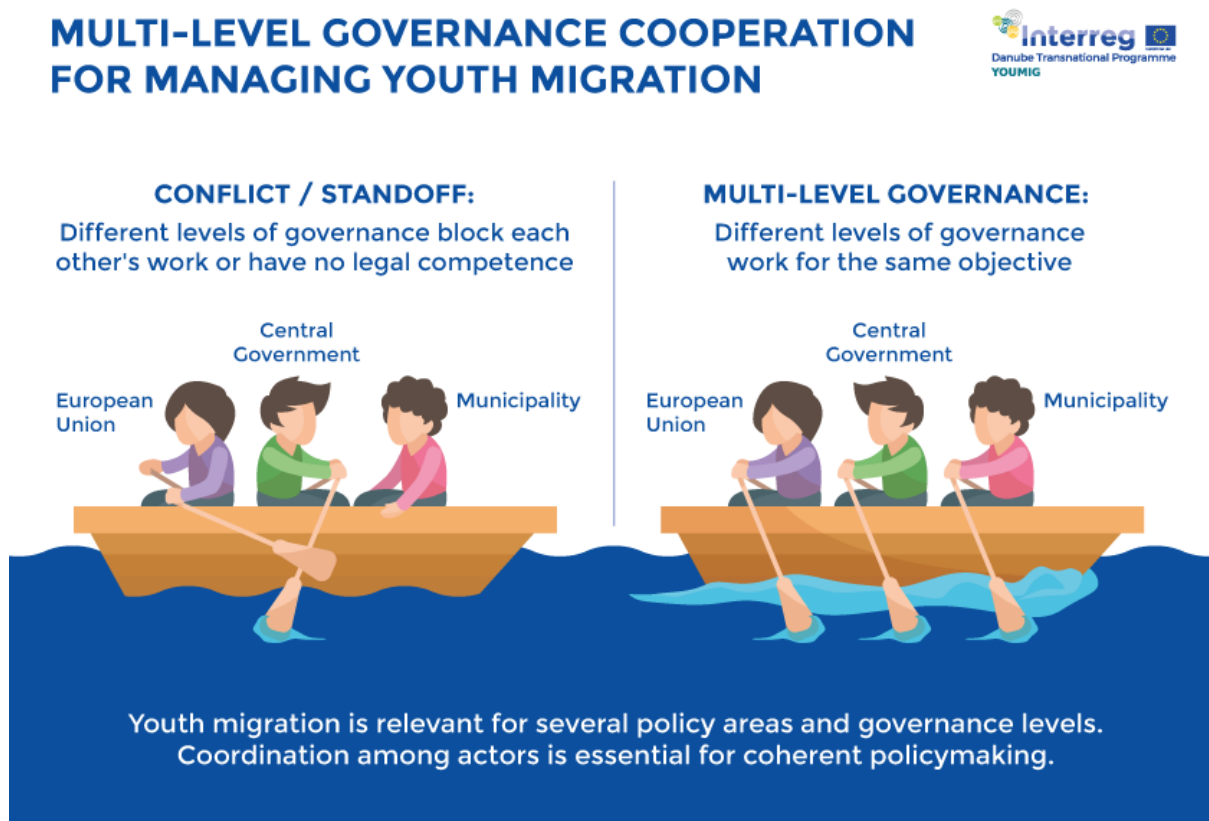 MULTI-LEVEL GOVERNANCE COOPERATION
FOR MANAGING YOUTH MIGRATION
Interreg
Danube Transnational Programme
YOUMIG
CONFLICT / STANDOFF:
Different levels of governance block each
other's work or have no legal competence
Central
Government
European
Union
Municipality
MULTI-LEVEL GOVERNANCE:
Different levels of governance
work for the same objective
Central
Government
European
Union
Municipality
Youth migration is relevant for several policy areas and governance levels.
Coordination among actors is essential for coherent policymaking.